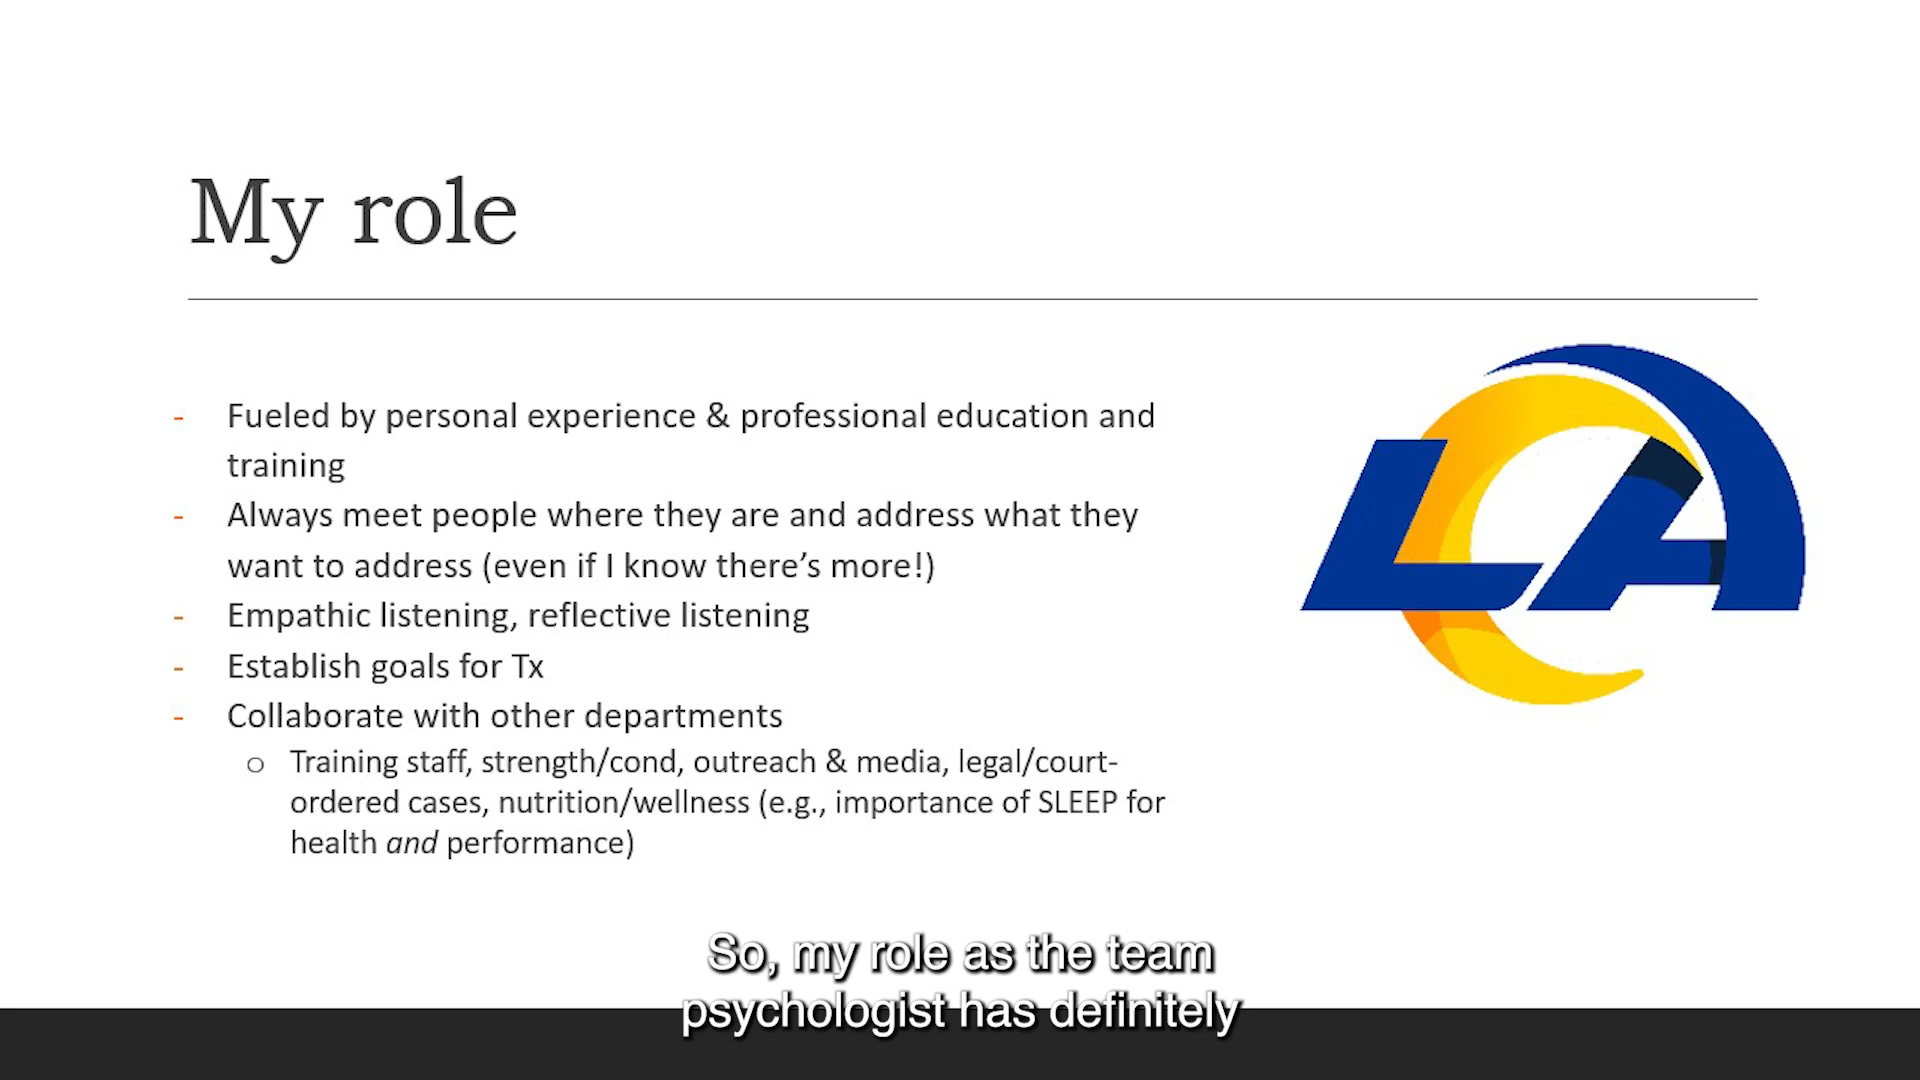 My role
- Fueled by personal experience & professional education and
training
- Always meet people where they are and address what they
want to address (even if I know there’s more!)
- Empathic listening, reflective listening
- Establish goals for Tx
- Collaborate with other departments
o Training staff, strength/cond, outreach & media, legal/court-
ordered cases, nutrition/wellness (e.g., importance of SLEEP for
health and performance)
LA
So, my role as the team
psychologist has definitely